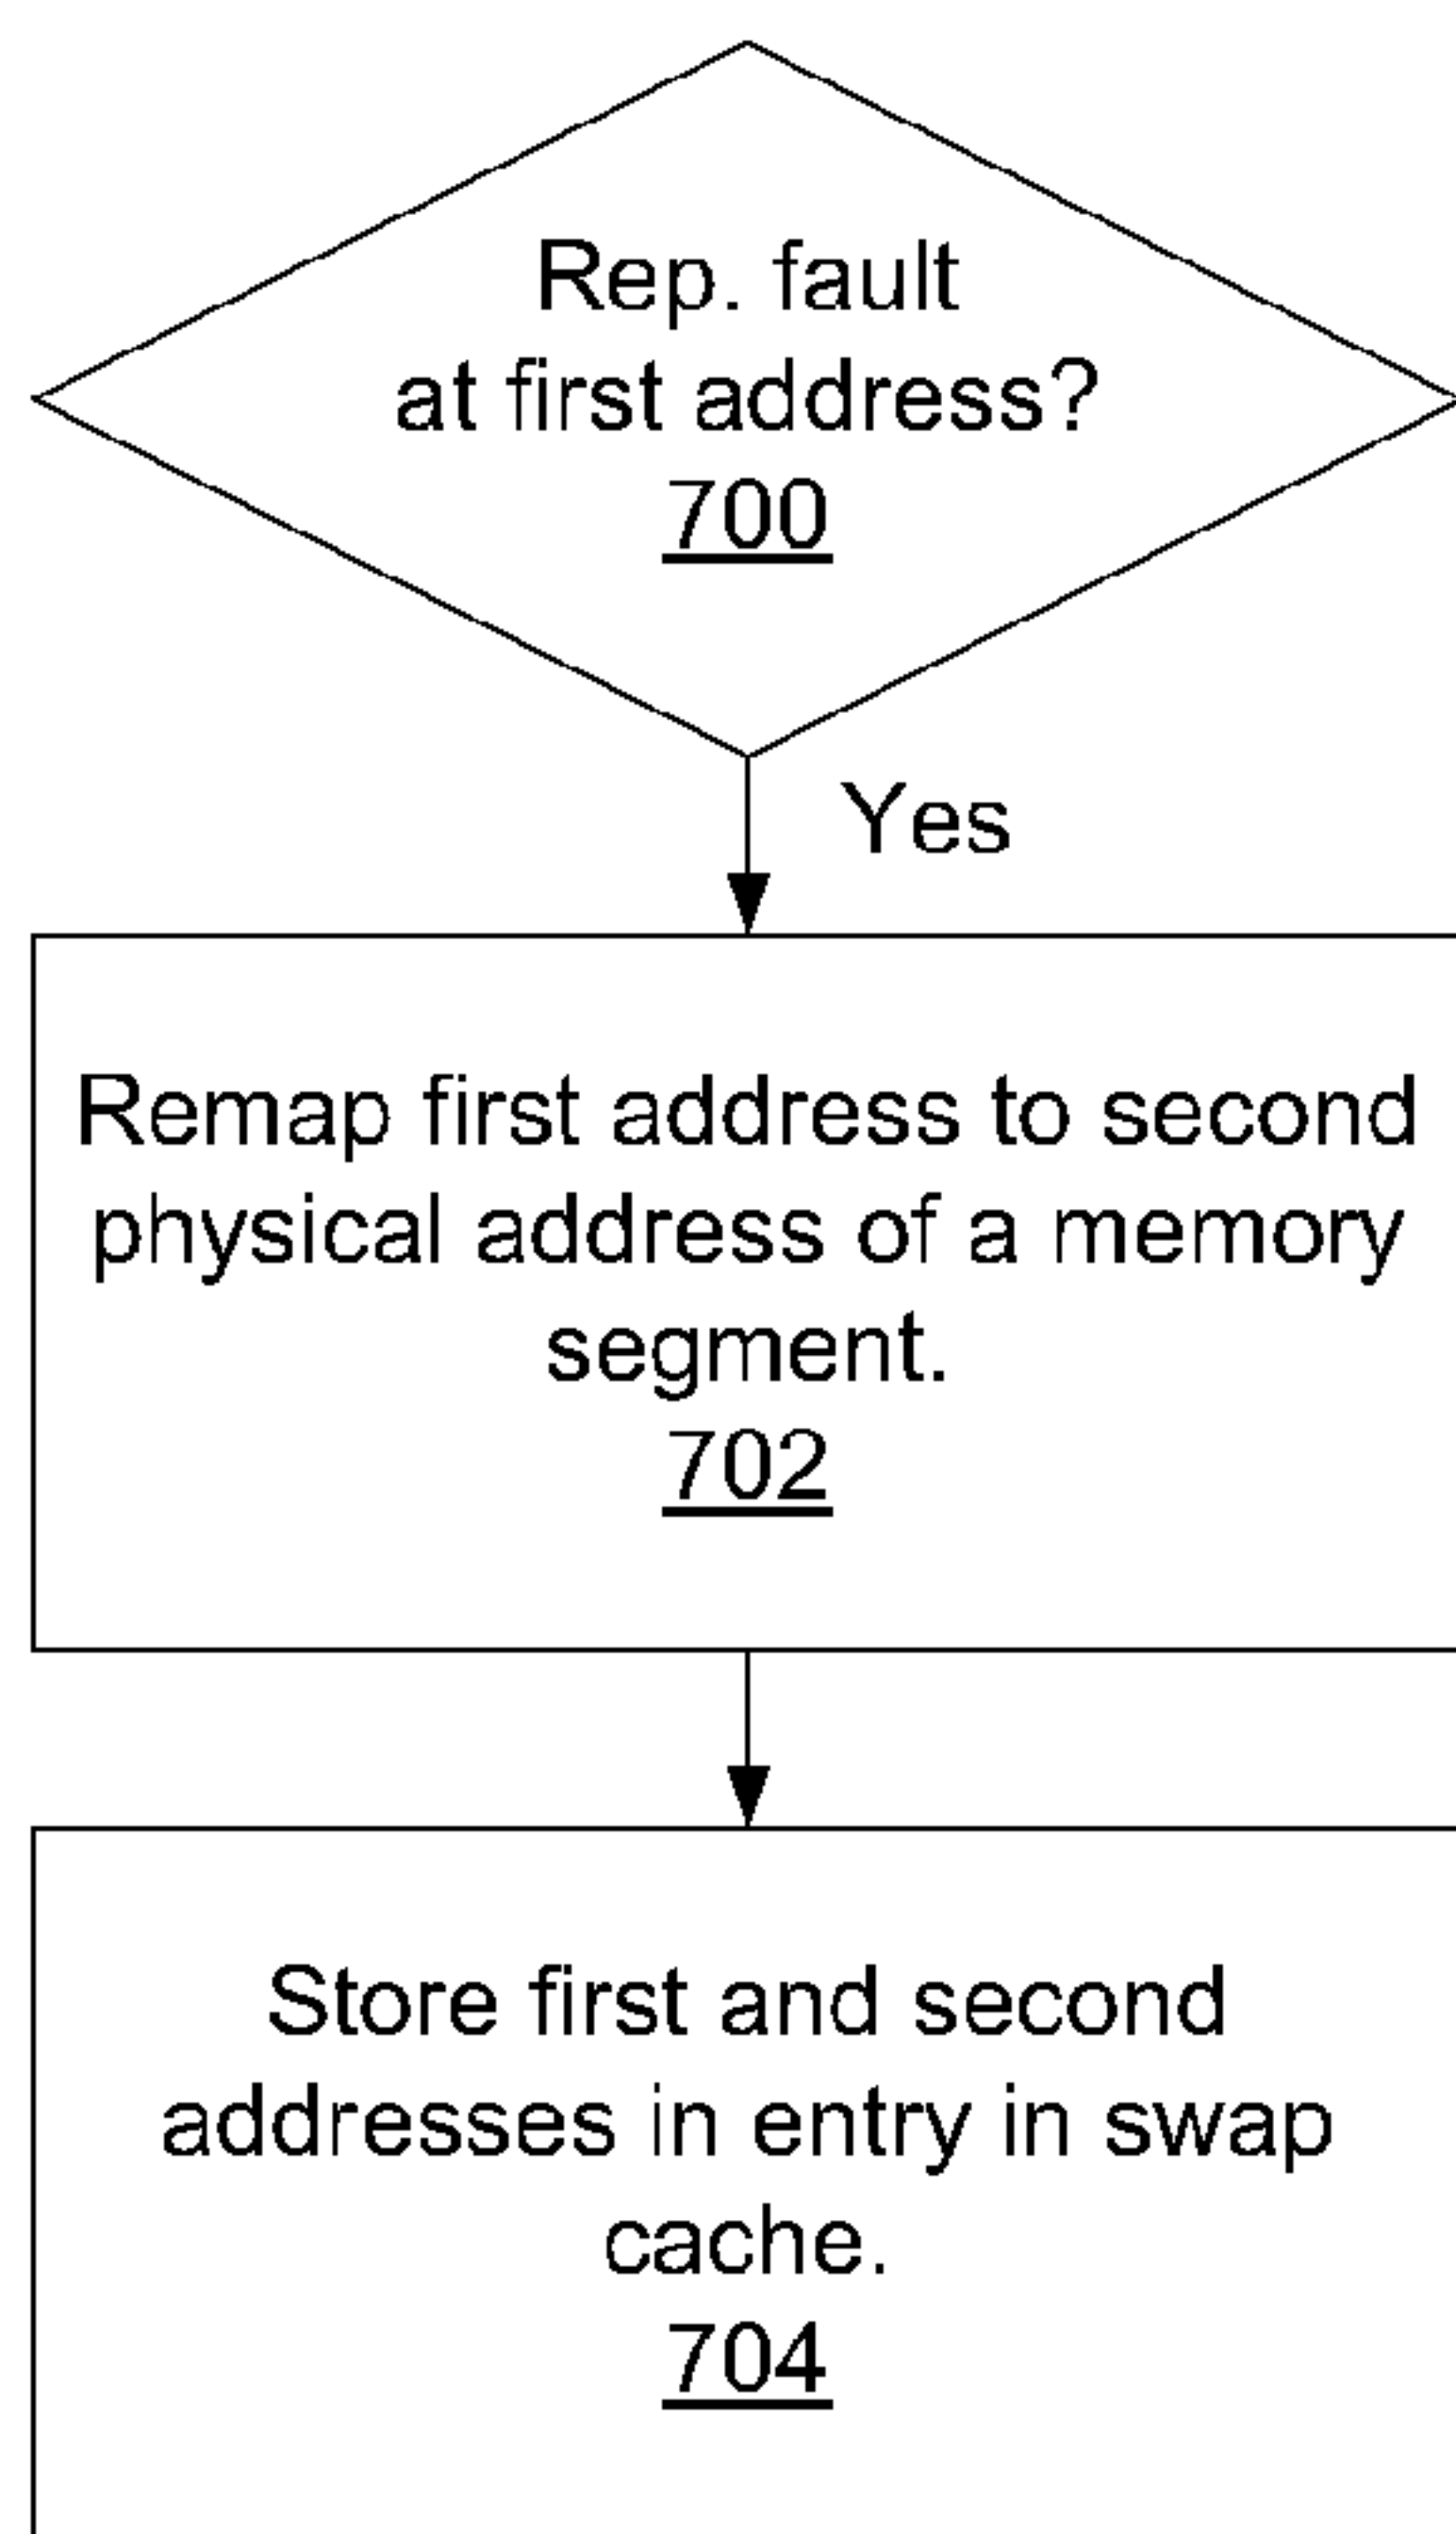 Rep. fault
at first address?
700
Yes
Remap first address to second
physical address of a memory
segment.
702
Store first and second
addresses in entry in swap
cache.
704